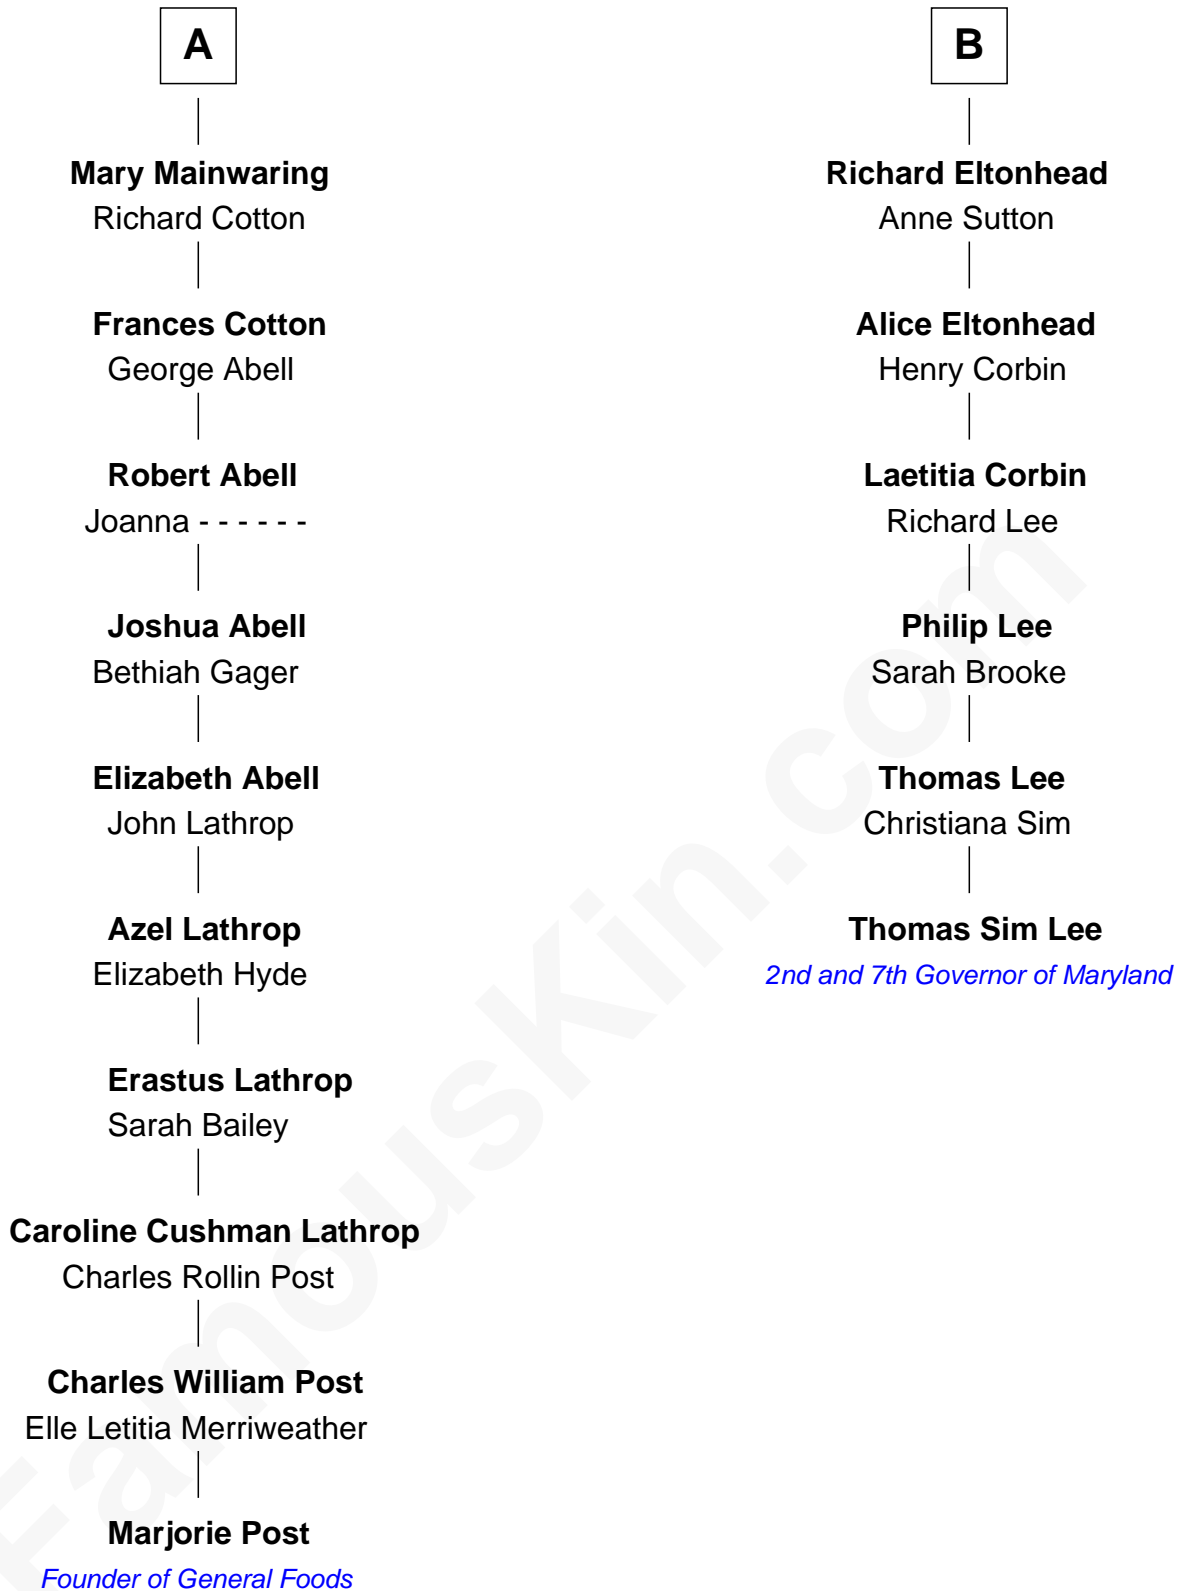 A
Mary Mainwaring
Richard Cotton
Frances Cotton
George Abell
Robert Abell
Joanna - - - - - -
Joshua Abell
Bethiah Gager
Elizabeth Abell
John Lathrop
Azel Lathrop
Elizabeth Hyde
Erastus Lathrop
Sarah Bailey
Caroline Cushman Lathrop
Charles Rollin Post
Charles William Post
Elle Letitia Merriweather
Marjorie Post
Founder of General Foods
B
Richard Eltonhead
Anne Sutton
Alice Eltonhead
Henry Corbin
Laetitia Corbin
Richard Lee
Philip Lee
Sarah Brooke
Thomas Lee
Christiana Sim
Thomas Sim Lee
2nd and 7th Governor of Maryland
FamousKin.com